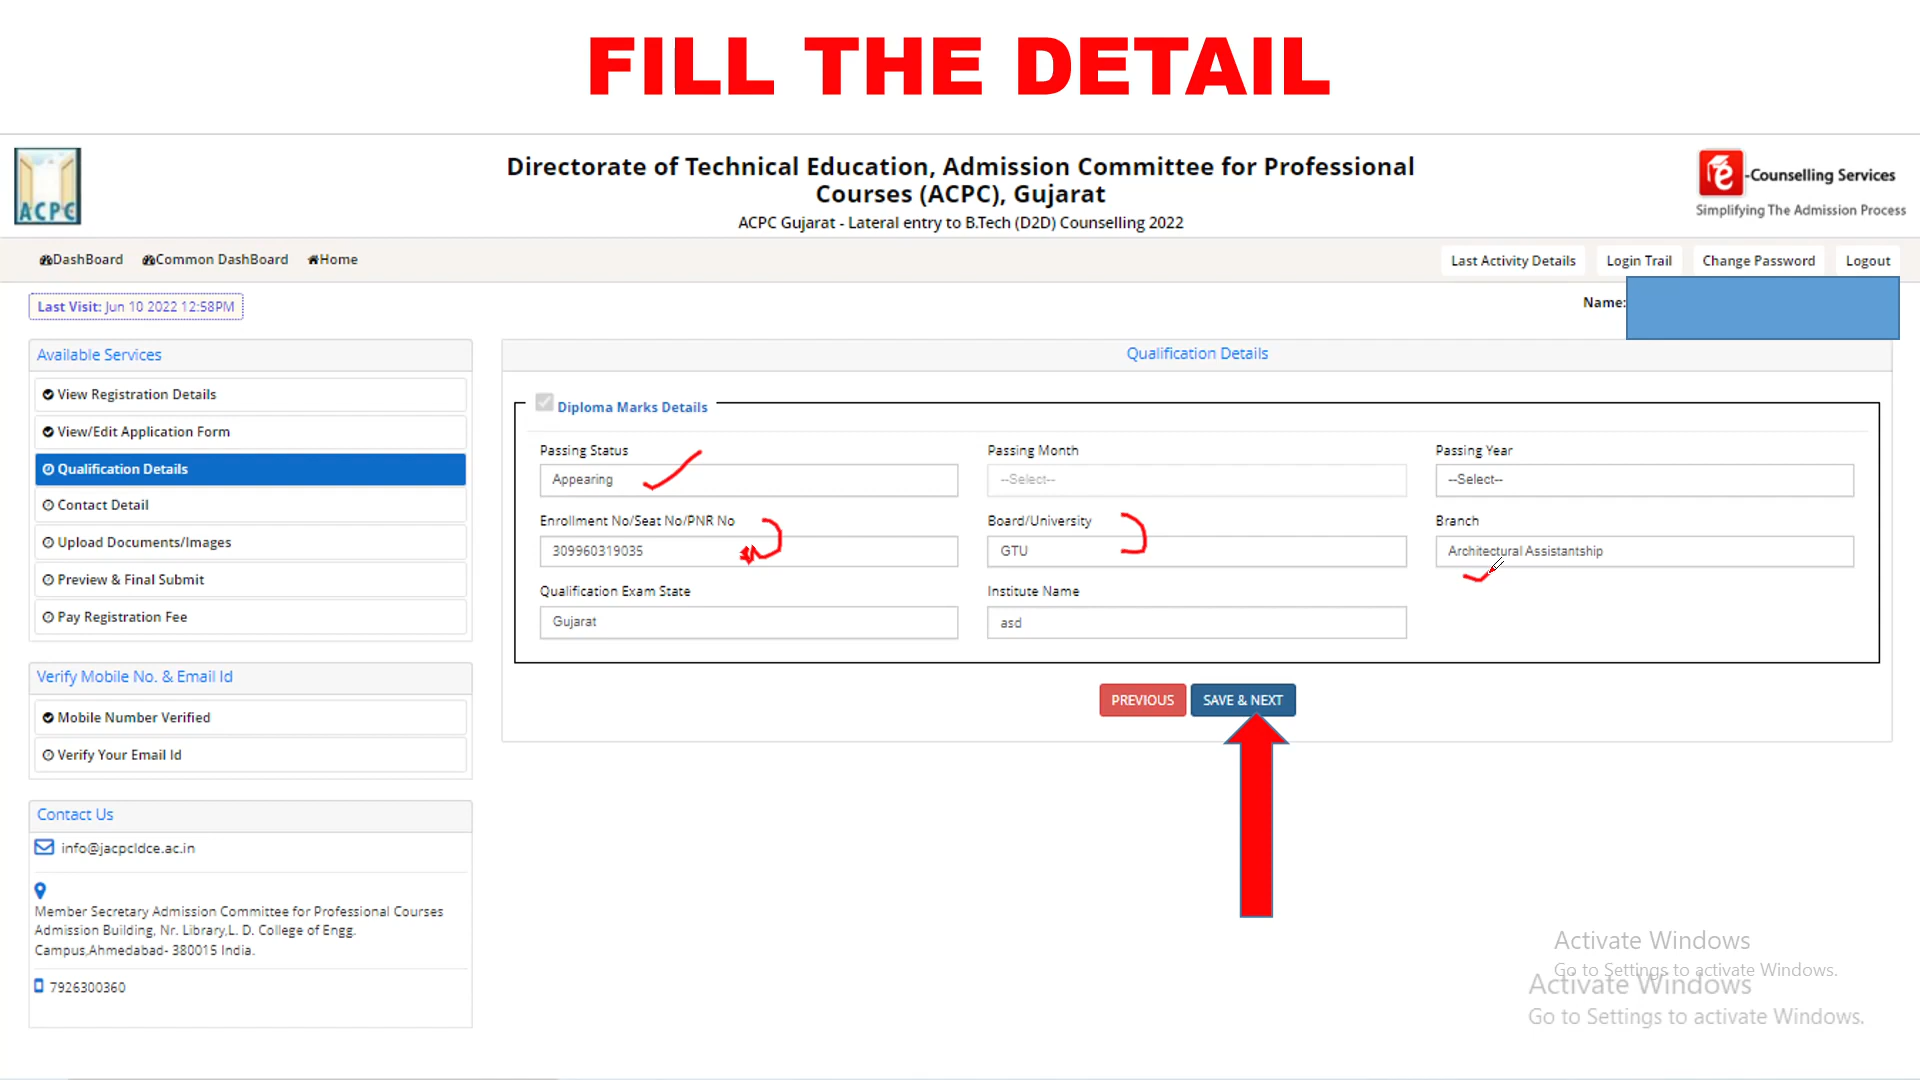 FILL THE DETAIL
ACPC
Directorate of Technical Education, Admission Committee for Professional
Courses (ACPC), Gujarat
ACPC Gujarat - Lateral entry to B.Tech (D2D) Counselling 2022
e-Counselling Services
Simplifying The Admission Process
DashBoard Common DashBoard Home
Last Activity Details Login Trail Change Password Logout
Last Visit: Jun 10 2022 12:58PM
Name:
Available Services
View Registration Details
View/Edit Application Form
Qualification Details
Contact Detail
Upload Documents/Images
Preview & Final Submit
Pay Registration Fee
Verify Mobile No. & Email Id
Mobile Number Verified
Verify Your Email Id
Contact Us
info@jacpcldce.ac.in
Member Secretary Admission Committee for Professional Courses
Admission Building, Nr. Library,L. D. College of Engg.
Campus,Ahmedabad- 380015 India.
7926300360
Qualification Details
Diploma Marks Details
Passing Status Passing Month Passing Year
Appearing --Select-- --Select--
Enrollment No/Seat No/PNR No Board/University Branch
309960319035 GTU Architectural Assistantship
Qualification Exam State Institute Name
Gujarat asd
PREVIOUS SAVE & NEXT
Activate Windows
Go to Settings to activate Windows.
Activate Windows
Go to Settings to activate Windows.